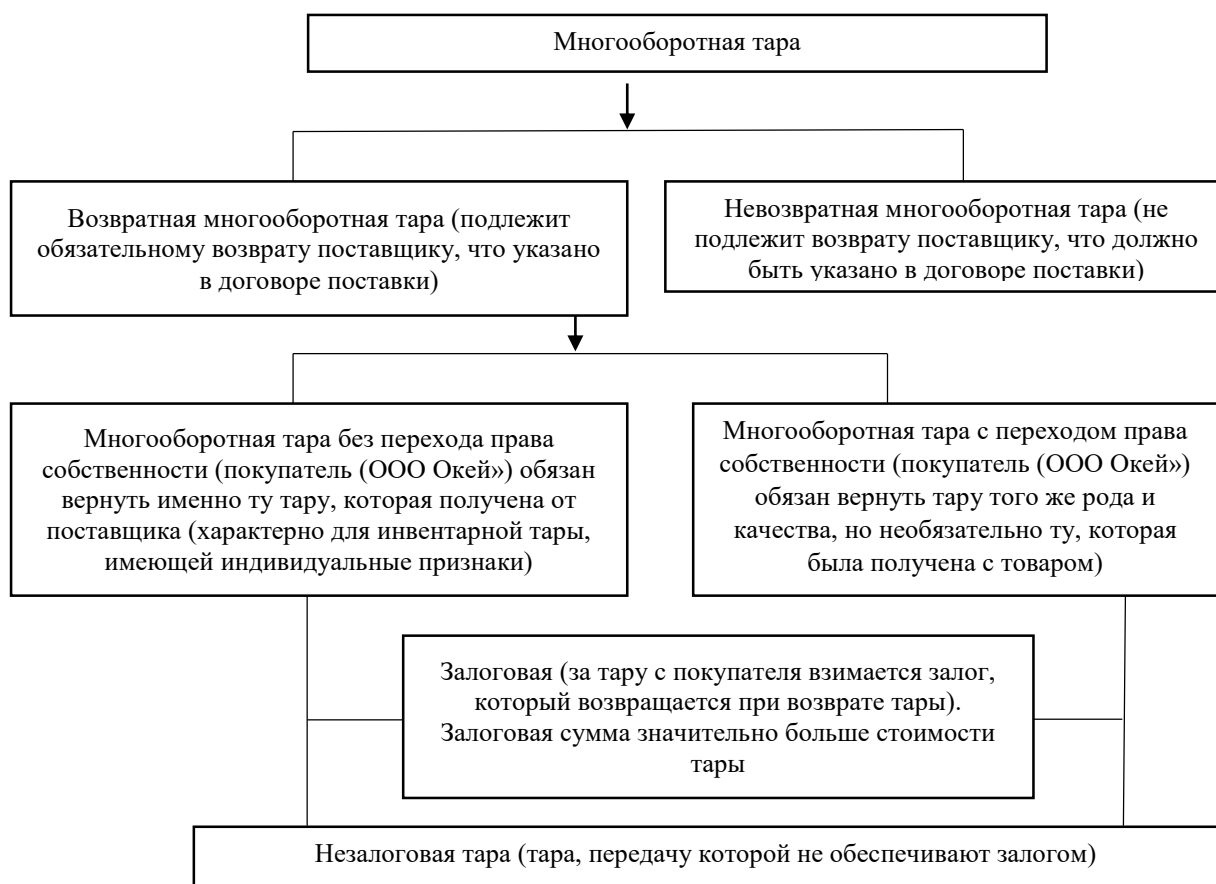 Многооборотная тара
Возвратная многооборотная тара (подлежит
обязательному возврату поставщику, что указано
в договоре поставки)
Невозвратная многооборотная тара (не
подлежит возврату поставщику, что должно
быть указано в договоре поставки)
Многооборотная тара без перехода права
собственности (покупатель (ООО Окей») обязан
вернуть именно ту тару, которая получена от
поставщика (характерно для инвентарной тары,
имеющей индивидуальные признаки)
Многооборотная тара с переходом права
собственности (покупатель (ООО Окей»)
обязан вернуть тару того же рода и
качества, но необязательно ту, которая
была получена с товаром)
Залоговая (за тару с покупателя взимается залог,
который возвращается при возврате тары).
Залоговая сумма значительно больше стоимости
тары
Незалоговая тара (тара, передачу которой не обеспечивают залогом)